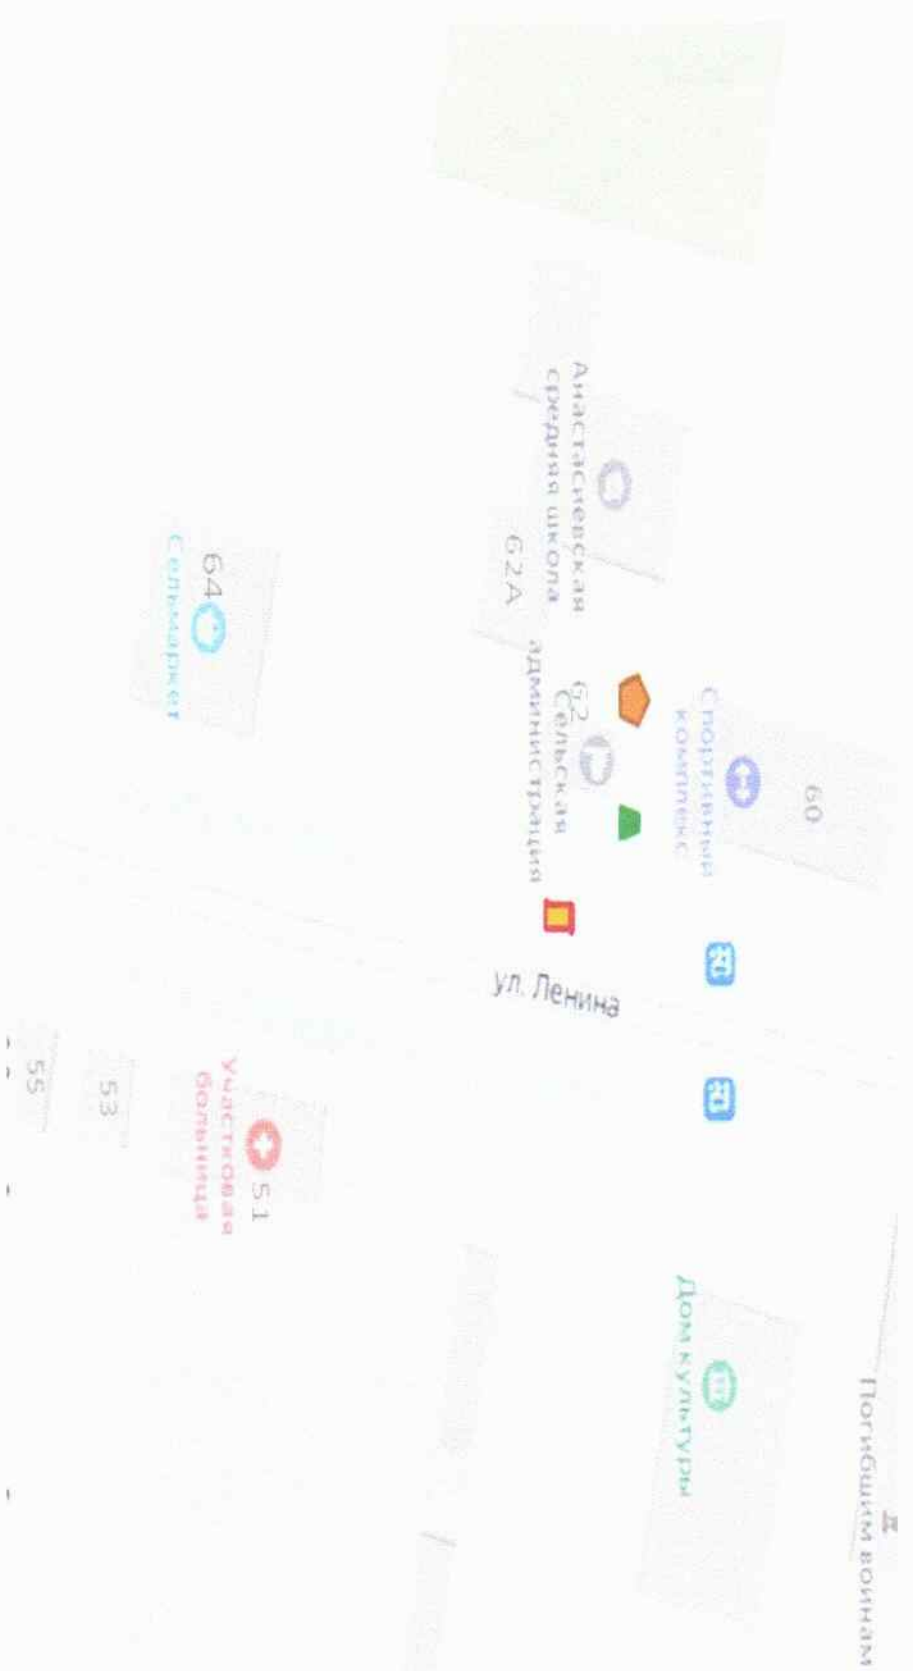 Погибшим воинам
60
Спортивный
комплекс
Дом культуры
Анастасиевская
средняя школа
62
Сельская
администрация
62А
ул. Ленина
51
Участковая
больница
64
Сельмаркет
53
55